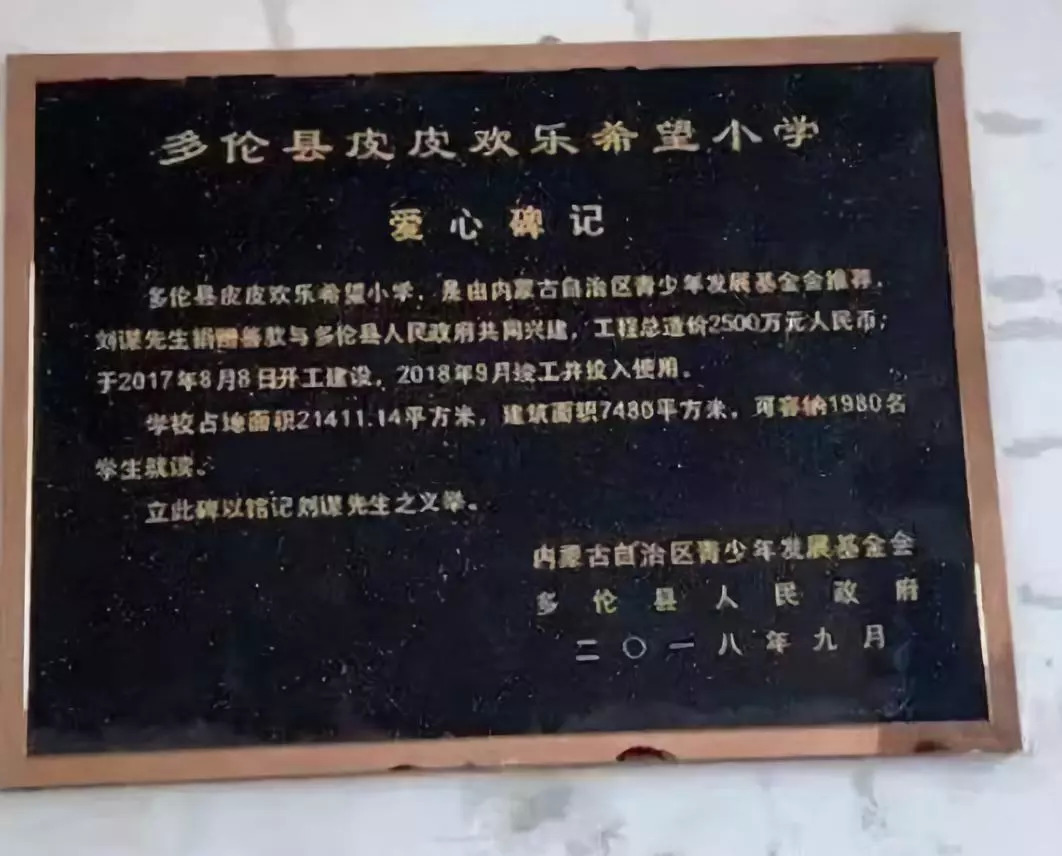 多伦县皮皮欢乐希望小学
爱心碑记
多伦县皮皮欢乐希望小学，是由内蒙古自治区青少年发展基金会推荐，
刘谋先生捐赠善款与多伦县人民政府共同兴建，工程总造价2500万元人民币；
于2017年8月8日开工建设，2018年9月竣工并投入使用。
学校占地面积21411.14平方米，建筑面积7480平方米，可容纳1980名
学生就读。
立此碑以铭记刘谋先生之义举。
内蒙古自治区青少年发展基金会
多伦县人民政府
二〇一八年九月